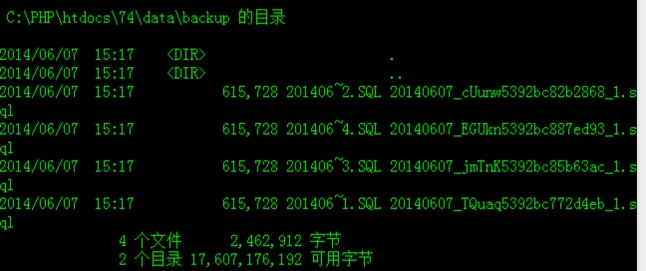 C:\PHP\htdocs\74\data\backup 的目录
2014/06/07  15:17    <DIR>          .
2014/06/07  15:17    <DIR>          ..
2014/06/07  15:17           615,728 201406~2.SQL 20140607_cUunw5392bc82b2868_1.s
ql
2014/06/07  15:17           615,728 201406~4.SQL 20140607_EGUkn5392bc887ed93_1.s
ql
2014/06/07  15:17           615,728 201406~3.SQL 20140607_jmTnK5392bc85b63ac_1.s
ql
2014/06/07  15:17           615,728 201406~1.SQL 20140607_TQuaq5392bc772d4eb_1.s
ql
4 个文件      2,462,912 字节
2 个目录 17,607,176,192 可用字节